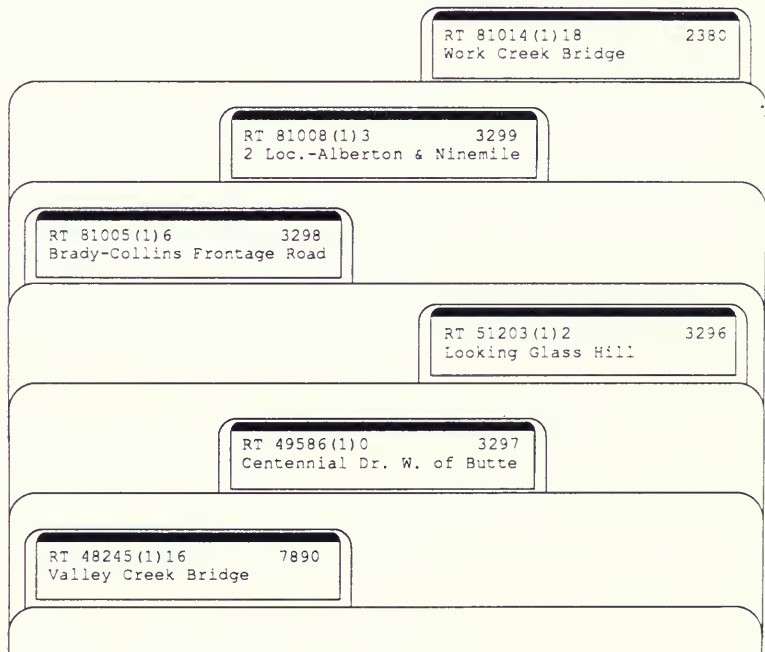 RT 81014(1)18 2380
Work Creek Bridge
RT 81008(1)3 3299
2 Loc.-Alberton & Ninemile
RT 81005(1)6 3298
Brady-Collins Frontage Road
RT 51203(1)2 3296
Looking Glass Hill
RT 49586(1)0 3297
Centennial Dr. W. of Butte
RT 48245(1)16 7890
Valley Creek Bridge